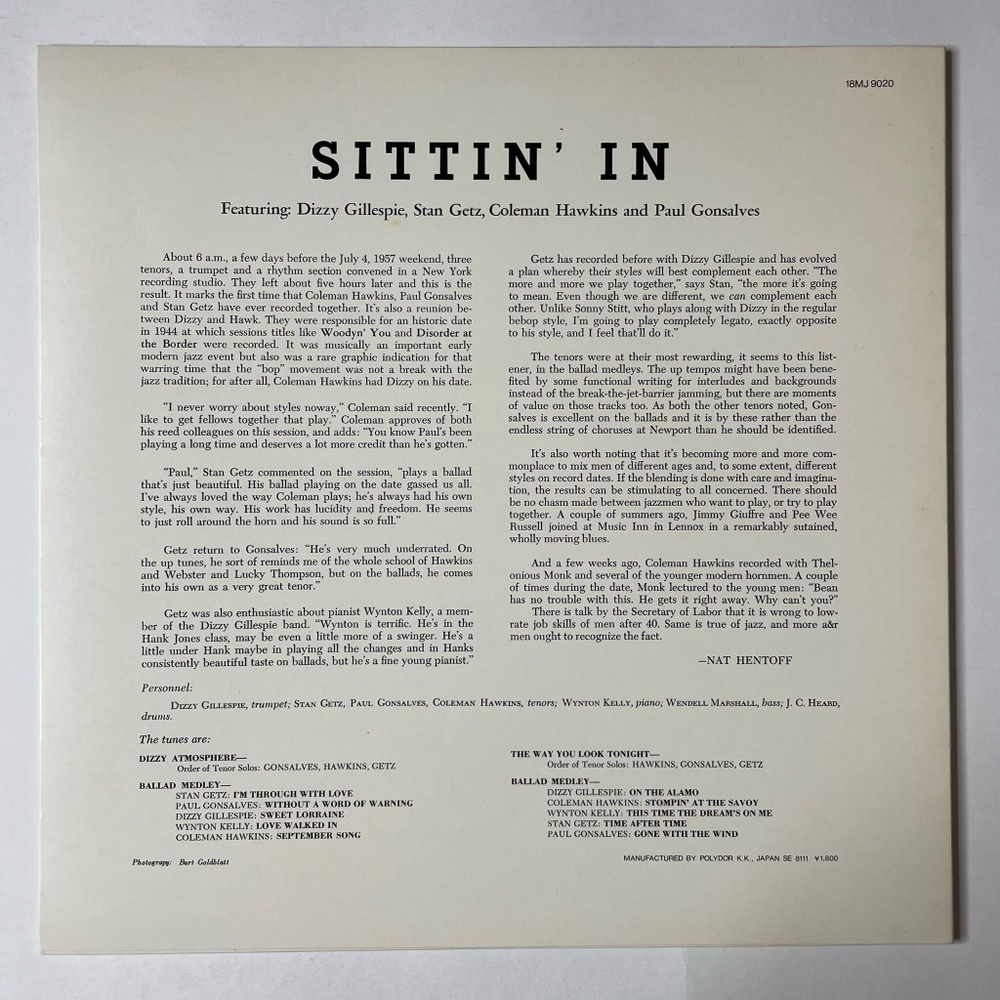 18MJ 9020
SITTIN' IN
Featuring: Dizzy Gillespie, Stan Getz, Coleman Hawkins and Paul Gonsalves
About 6 a.m., a few days before the July 4, 1957 weekend, three
tenors, a trumpet and a rhythm section convened in a New York
recording studio. They left about five hours later and this is the
result. It marks the first time that Coleman Hawkins, Paul Gonsalves
and Stan Getz have ever recorded together. It's also a reunion be-
tween Dizzy and Hawk. They were responsible for an historic date
in 1944 at which sessions titles like Woodyn' You and Disorder at
the Border were recorded. It was musically an important early
modern jazz event but also was a rare graphic indication for that
warring time that the "bop" movement was not a break with the
jazz tradition; for after all, Coleman Hawkins had Dizzy on his date.
"I never worry about styles noway," Coleman said recently. "I
like to get fellows together that play." Coleman approves of both
his reed colleagues on this session, and adds: "You know Paul's been
playing a long time and deserves a lot more credit than he's gotten."
"Paul," Stan Getz commented on the session, "plays a ballad
that's just beautiful. His ballad playing on the date gassed us all.
I've always loved the way Coleman plays; he's always had his own
style, his own way. His work has lucidity and freedom. He seems
to just roll around the horn and his sound is so full."
Getz return to Gonsalves: "He's very much underrated. On
the up tunes, he sort of reminds me of the whole school of Hawkins
and Webster and Lucky Thompson, but on the ballads, he comes
into his own as a very great tenor."
Getz was also enthusiastic about pianist Wynton Kelly, a mem-
ber of the Dizzy Gillespie band. "Wynton is terrific. He's in the
Hank Jones class, may be even a little more of a swinger. He's a
little under Hank maybe in playing all the changes and in Hanks
consistently beautiful taste on ballads, but he's a fine young pianist."
Getz has recorded before with Dizzy Gillespie and has evolved
a plan whereby their styles will best complement each other. "The
more and more we play together," says Stan, "the more it's going
to mean. Even though we are different, we can complement each
other. Unlike Sonny Stitt, who plays along with Dizzy in the regular
bebop style, I'm going to play completely legato, exactly opposite
to his style, and I feel that'll do it."
The tenors were at their most rewarding, it seems to this list-
ener, in the ballad medleys. The up tempos might have been bene-
fited by some functional writing for interludes and backgrounds
instead of the break-the-jet-barrier jamming, but there are moments
of value on those tracks too. As both the other tenors noted, Gon-
salves is excellent on the ballads and it is by these rather than the
endless string of choruses at Newport than he should be identified.
It's also worth noting that it's becoming more and more com-
monplace to mix men of different ages and, to some extent, different
styles on record dates. If the blending is done with care and imagina-
tion, the results can be stimulating to all concerned. There should
be no chasm made between jazzmen who want to play, or try to play
together. A couple of summers ago, Jimmy Giuffre and Pee Wee
Russell joined at Music Inn in Lennox in a remarkably sutained,
wholly moving blues.
And a few weeks ago, Coleman Hawkins recorded with Thel-
onious Monk and several of the younger modern hornmen. A couple
of times during the date, Monk lectured to the young men: "Bean
has no trouble with this. He gets it right away. Why can't you?"
There is talk by the Secretary of Labor that it is wrong to low-
rate job skills of men after 40. Same is true of jazz, and more a&r
men ought to recognize the fact.
—NAT HENTOFF
Personnel:
DIZZY GILLESPIE, trumpet; STAN GETZ, PAUL GONSALVES, COLEMAN HAWKINS, tenors; WYNTON KELLY, piano; WENDELL MARSHALL, bass; J. C. HEARD,
drums.
The tunes are:
DIZZY ATMOSPHERE—
Order of Tenor Solos: GONSALVES, HAWKINS, GETZ
BALLAD MEDLEY—
STAN GETZ: I'M THROUGH WITH LOVE
PAUL GONSALVES: WITHOUT A WORD OF WARNING
DIZZY GILLESPIE: SWEET LORRAINE
WYNTON KELLY: LOVE WALKED IN
COLEMAN HAWKINS: SEPTEMBER SONG
THE WAY YOU LOOK TONIGHT—
Order of Tenor Solos: HAWKINS, GONSALVES, GETZ
BALLAD MEDLEY—
DIZZY GILLESPIE: ON THE ALAMO
COLEMAN HAWKINS: STOMPIN' AT THE SAVOY
WYNTON KELLY: THIS TIME THE DREAM'S ON ME
STAN GETZ: TIME AFTER TIME
PAUL GONSALVES: GONE WITH THE WIND
Photograpy: Burt Goldblatt
MANUFACTURED BY POLYDOR K.K., JAPAN SE 8111 ¥1,800